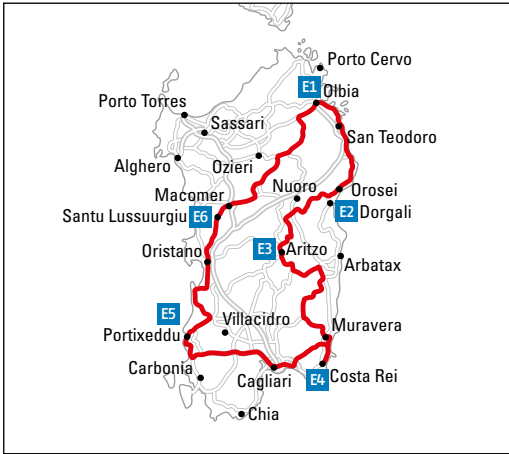 Porto Cervo
E1
Olbia
Porto Torres
Sassari
San Teodoro
Alghero
Ozieri
Nuoro
Macomer
Orosei
Santu Lussuurgiu
E6
E2
Dorgali
Oristano
E3
Aritzo
Arbatax
E5
Villacidro
Portixeddu
Muravera
Carbonia
Cagliari
E4
Costa Rei
Chia